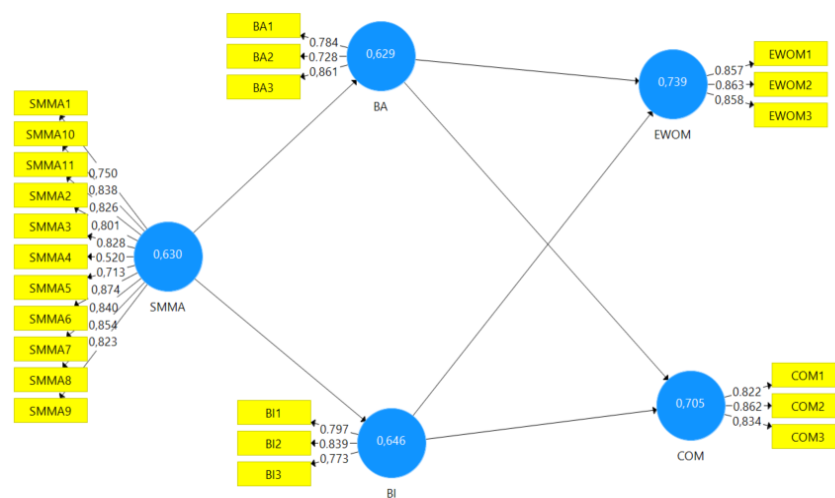 BA1
BA2
BA3
0.784
0.728
0,861
0,629
BA
EWOM1
EWOM2
EWOM3
0.857
0.863
0,858
0,739
EWOM
SMMA1
SMMA10
SMMA11
SMMA2
SMMA3
SMMA4
SMMA5
SMMA6
SMMA7
SMMA8
SMMA9
0,750
0,838
0,826
0,801
0.828
0.520
0,713
0,874
0,840
0,854
0,823
0,630
SMMA
BI1
BI2
BI3
0.797
0.839
0,773
0,646
BI
COM1
COM2
COM3
0.822
0.862
0,834
0,705
COM